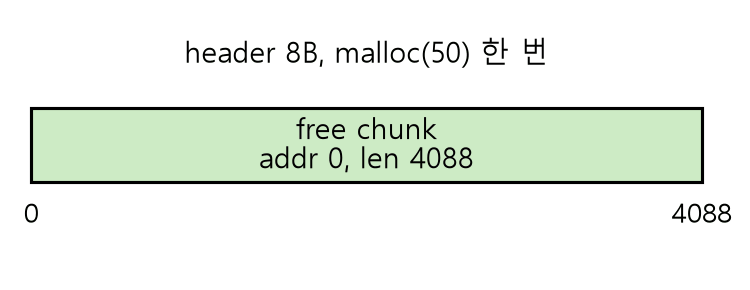 header 8B, malloc(50) 한 번
free chunk
addr 0, len 4088
0
4088